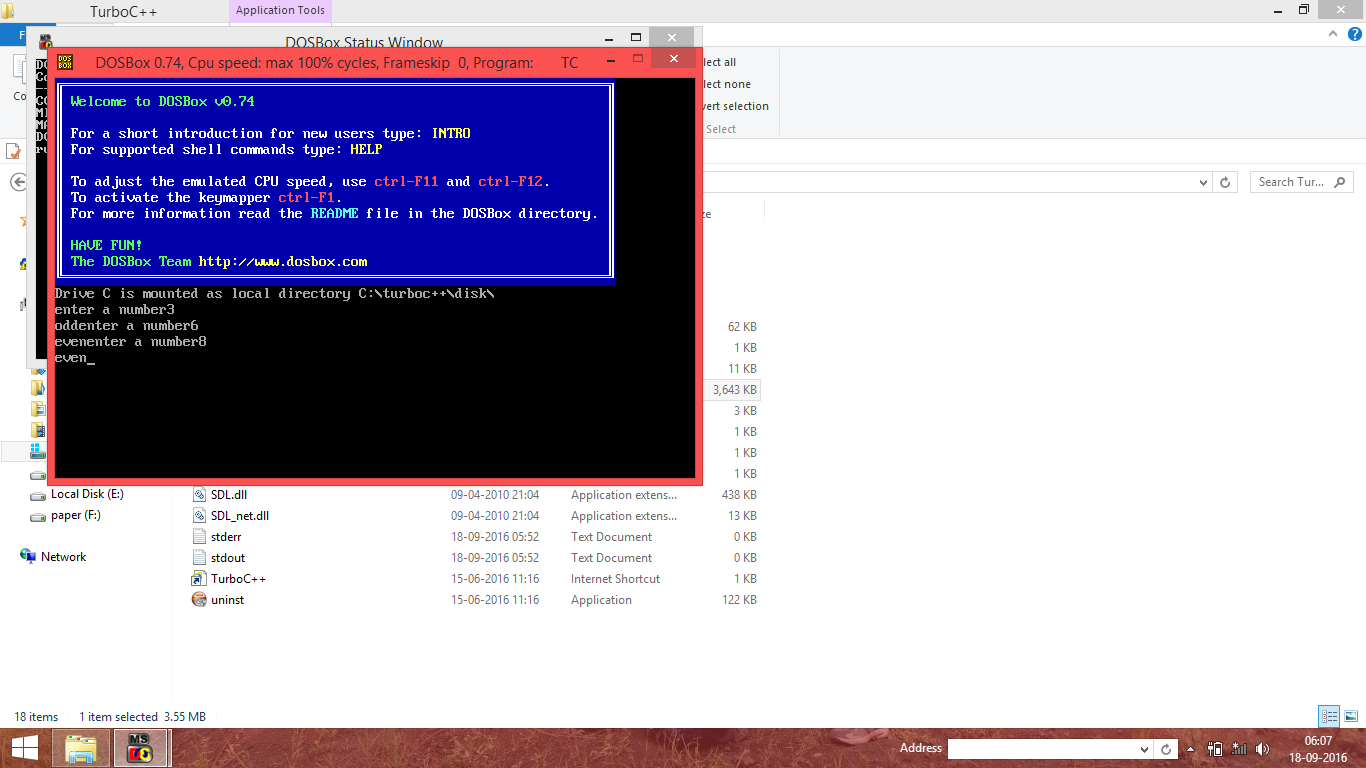 TurboC++
Application Tools
F
DOSBox Status Window
DOSBox 0.74, Cpu speed: max 100% cycles, Frameskip 0, Program: TC
DOS
BOX
Co
lect all
lect none
vert selection
Select
Welcome to DOSBox v0.74
For a short introduction for new users type: INTRO
For supported shell commands type: HELP
To adjust the emulated CPU speed, use ctrl-F11 and ctrl-F12.
To activate the keymapper ctrl-F1.
For more information read the README file in the DOSBox directory.
HAVE FUN!
The DOSBox Team http://www.dosbox.com
Drive C is mounted as local directory C:\turboc++\disk\
enter a number3
oddenter a number6
evenenter a number8
even_
Search Tur...
ze
62 KB
1 KB
11 KB
3,643 KB
3 KB
1 KB
1 KB
1 KB
Local Disk (E:)
paper (F:)
Network
SDL.dll 09-04-2010 21:04 Application extens... 438 KB
SDL_net.dll 09-04-2010 21:04 Application extens... 13 KB
stderr 18-09-2016 05:52 Text Document 0 KB
stdout 18-09-2016 05:52 Text Document 0 KB
TurboC++ 15-06-2016 11:16 Internet Shortcut 1 KB
uninst 15-06-2016 11:16 Application 122 KB
18 items 1 item selected 3.55 MB
MS
Address
06:07
18-09-2016